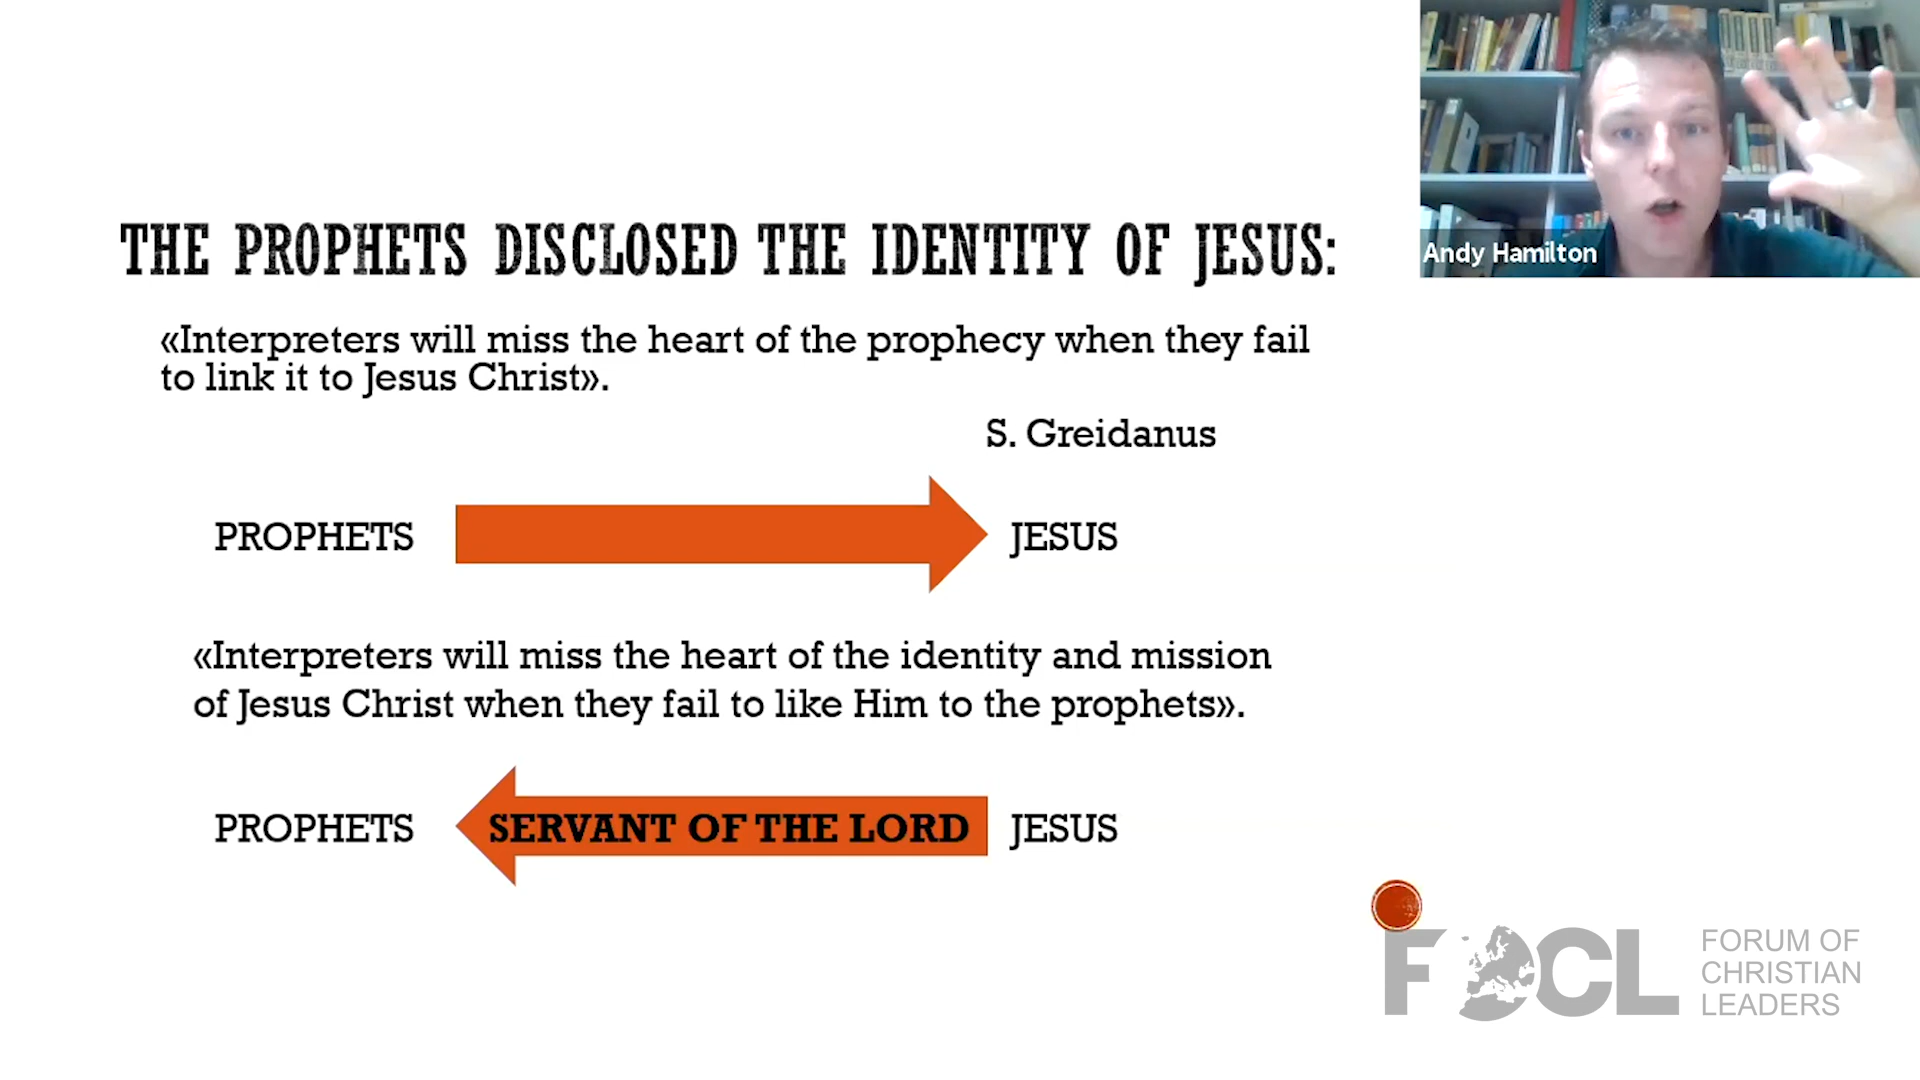 Andy Hamilton
THE PROPHETS DISCLOSED THE IDENTITY OF JESUS:
«Interpreters will miss the heart of the prophecy when they fail
to link it to Jesus Christ».
S. Greidanus
PROPHETS
JESUS
«Interpreters will miss the heart of the identity and mission
of Jesus Christ when they fail to like Him to the prophets».
PROPHETS
SERVANT OF THE LORD
JESUS
FOCL
FORUM OF
CHRISTIAN
LEADERS